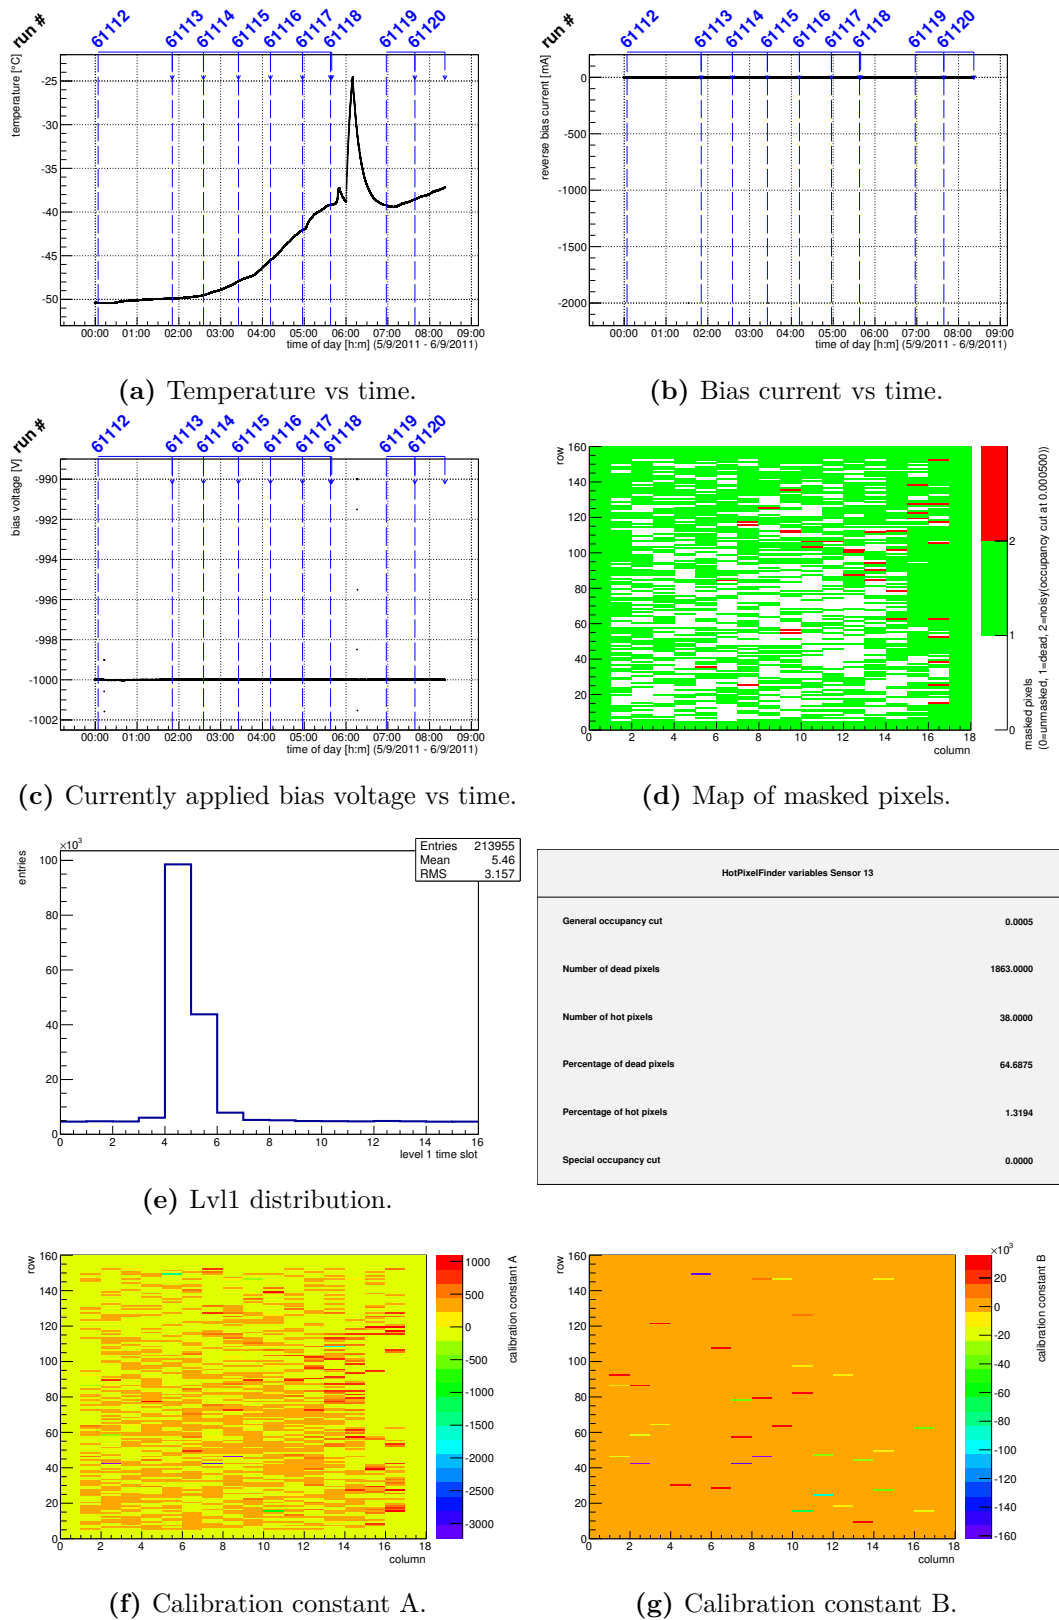 run #
61112
61113
61114
61115
61116
61117
61118
61119
61120
temperature [°C]
-25
-30
-35
-40
-45
-50
00:00 01:00 02:00 03:00 04:00 05:00 06:00 07:00 08:00 09:00
time of day [h:m] (5/9/2011 - 6/9/2011)
(a) Temperature vs time.
run #
61112
61113
61114
61115
61116
61117
61118
61119
61120
reverse bias current [mA]
0
-500
-1000
-1500
-2000
00:00 01:00 02:00 03:00 04:00 05:00 06:00 07:00 08:00 09:00
time of day [h:m] (5/9/2011 - 6/9/2011)
(b) Bias current vs time.
run #
61112
61113
61114
61115
61116
61117
61118
61119
61120
bias voltage [V]
-990
-992
-994
-996
-998
-1000
-1002
00:00 01:00 02:00 03:00 04:00 05:00 06:00 07:00 08:00 09:00
time of day [h:m] (5/9/2011 - 6/9/2011)
(c) Currently applied bias voltage vs time.
row
160
140
120
100
80
60
40
20
0
0 2 4 6 8 10 12 14 16 18
column
2
1
0
masked pixels
(0=unmasked, 1=dead, 2=noisy(occupancy cut at 0.000500))
(d) Map of masked pixels.
entries
×10³
100
80
60
40
20
0
0 2 4 6 8 10 12 14 16
level 1 time slot
Entries 213955
Mean 5.46
RMS 3.157
(e) Lvl1 distribution.
HotPixelFinder variables Sensor 13
General occupancy cut 0.0005
Number of dead pixels 1863.0000
Number of hot pixels 38.0000
Percentage of dead pixels 64.6875
Percentage of hot pixels 1.3194
Special occupancy cut 0.0000
row
160
140
120
100
80
60
40
20
0
0 2 4 6 8 10 12 14 16 18
column
1000
500
0
-500
-1000
-1500
-2000
-2500
-3000
calibration constant A
(f) Calibration constant A.
row
160
140
120
100
80
60
40
20
0
0 2 4 6 8 10 12 14 16 18
column
×10³
20
0
-20
-40
-60
-80
-100
-120
-140
-160
calibration constant B
(g) Calibration constant B.